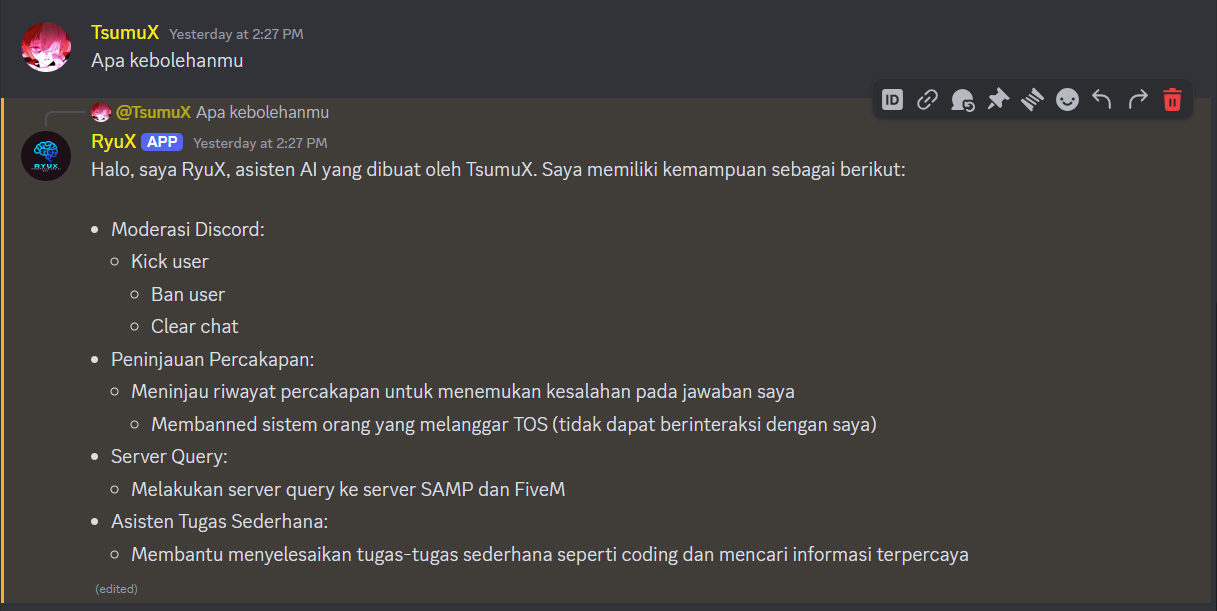 TsumuX Yesterday at 2:27 PM
Apa kebolehanmu
ID
@TsumuX Apa kebolehanmu
RyuX APP Yesterday at 2:27 PM
RYUX
Halo, saya RyuX, asisten AI yang dibuat oleh TsumuX. Saya memiliki kemampuan sebagai berikut:
Moderasi Discord:
Kick user
Ban user
Clear chat
Peninjauan Percakapan:
Meninjau riwayat percakapan untuk menemukan kesalahan pada jawaban saya
Membanned sistem orang yang melanggar TOS (tidak dapat berinteraksi dengan saya)
Server Query:
Melakukan server query ke server SAMP dan FiveM
Asisten Tugas Sederhana:
Membantu menyelesaikan tugas-tugas sederhana seperti coding dan mencari informasi terpercaya
(edited)